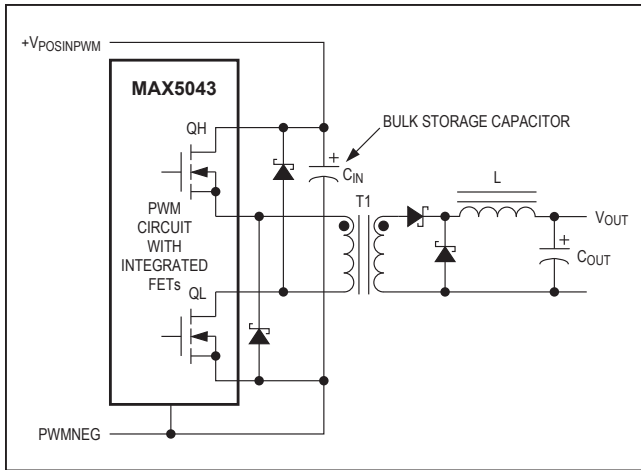 +VPOSINPWM
MAX5043
QH
BULK STORAGE CAPACITOR
+
CIN
T1
L
PWM
CIRCUIT
WITH
INTEGRATED
FETs
VOUT
+
COUT
QL
PWMNEG